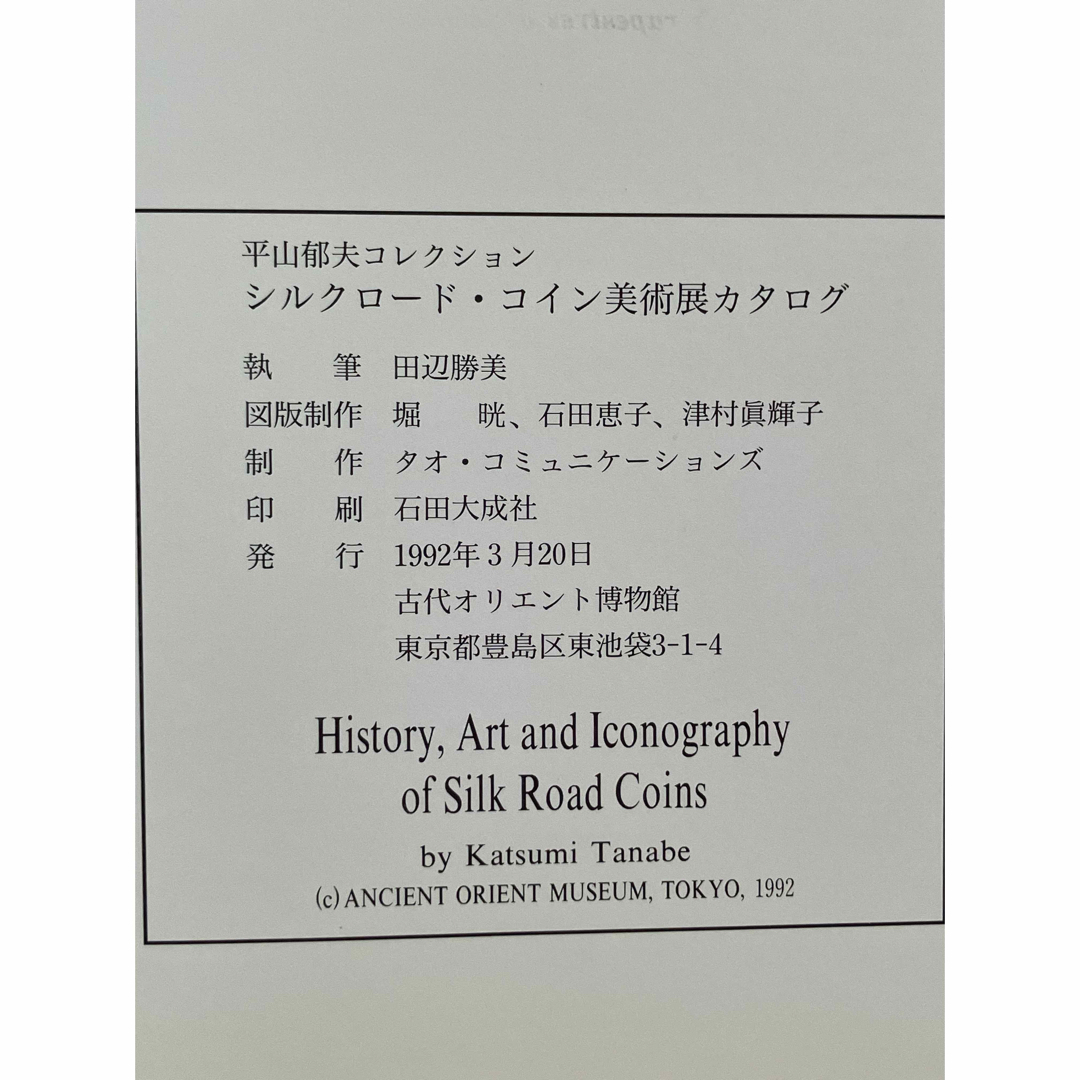 平山郁夫コレクション
シルクロード・コイン美術展カタログ
執　筆　田辺勝美
図版制作　堀　晄、石田恵子、津村眞輝子
制　作　タオ・コミュニケーションズ
印　刷　石田大成社
発　行　1992年3月20日
古代オリエント博物館
東京都豊島区東池袋3-1-4
History, Art and Iconography
of Silk Road Coins
by Katsumi Tanabe
(c) ANCIENT ORIENT MUSEUM, TOKYO, 1992